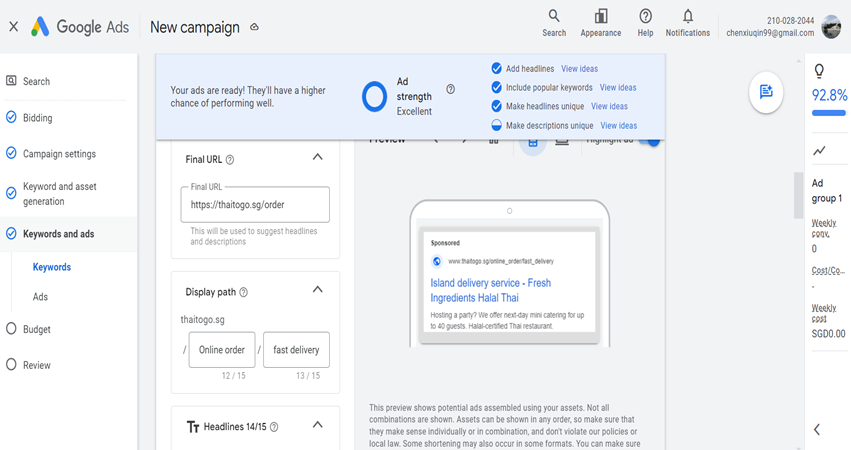 Google Ads
New campaign
Search
Appearance
Help
Notifications
210-028-2044
chenxiuqin99@gmail.com
Search
Bidding
Campaign settings
Keyword and asset
generation
Keywords and ads
Keywords
Ads
Budget
Review
Your ads are ready! They'll have a higher
chance of performing well.
Ad
strength
Excellent
Add headlines View ideas
Include popular keywords View ideas
Make headlines unique View ideas
Make descriptions unique View ideas
Final URL
Final URL
https://thaitogo.sg/order
This will be used to suggest headlines
and descriptions
Display path
thaitogo.sg
/ Online order / fast delivery
12 / 15 13 / 15
Headlines 14/15
Preview
Highlight ad
Sponsored
www.thaitogo.sg/online_order/fast_delivery
Island delivery service - Fresh
Ingredients Halal Thai
Hosting a party? We offer next-day mini catering for up
to 40 guests. Halal-certified Thai restaurant.
This preview shows potential ads assembled using your assets. Not all
combinations are shown. Assets can be shown in any order, so make sure that
they make sense individually or in combination, and don't violate our policies or
local law. Some shortening may also occur in some formats. You can make sure
92.8%
Ad
group 1
Weekly
conv.
0
Cost/Co...
-
Weekly
cost
SGD0.00